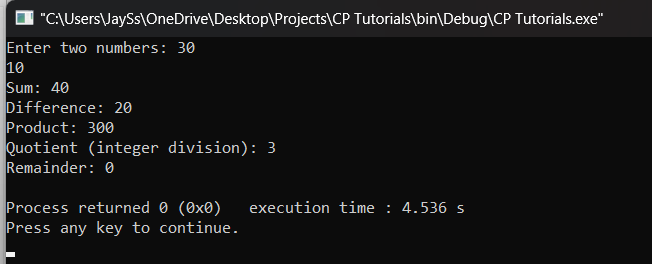 "C:\Users\JaySs\OneDrive\Desktop\Projects\CP Tutorials\bin\Debug\CP Tutorials.exe"
Enter two numbers: 30
10
Sum: 40
Difference: 20
Product: 300
Quotient (integer division): 3
Remainder: 0
Process returned 0 (0x0)   execution time : 4.536 s
Press any key to continue.